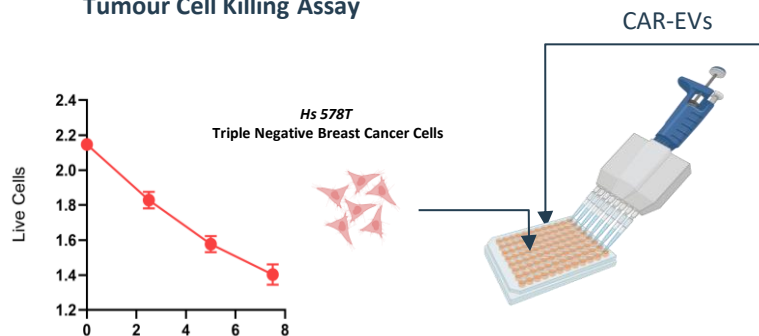 Tumour Cell Killing Assay
CAR-EVs
Hs 578T
Triple Negative Breast Cancer Cells
Live Cells
2.4
2.2
2.0
1.8
1.6
1.4
1.2
0 2 4 6 8